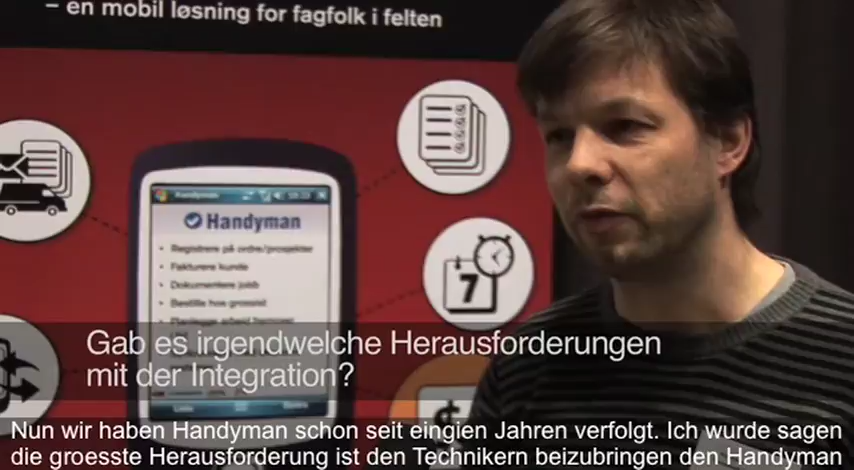 – en mobil løsning for fagfolk i felten
Handyman
Handyman
• Registrere på ordre/prosjekter
• Fakturere kunde
• Dokumentere jobb
• Bestille hos grossist
7
Gab es irgendwelche Herausforderungen
mit der Integration?
Nun wir haben Handyman schon seit eingien Jahren verfolgt. Ich wurde sagen
die groesste Herausforderung ist den Technikern beizubringen den Handyman